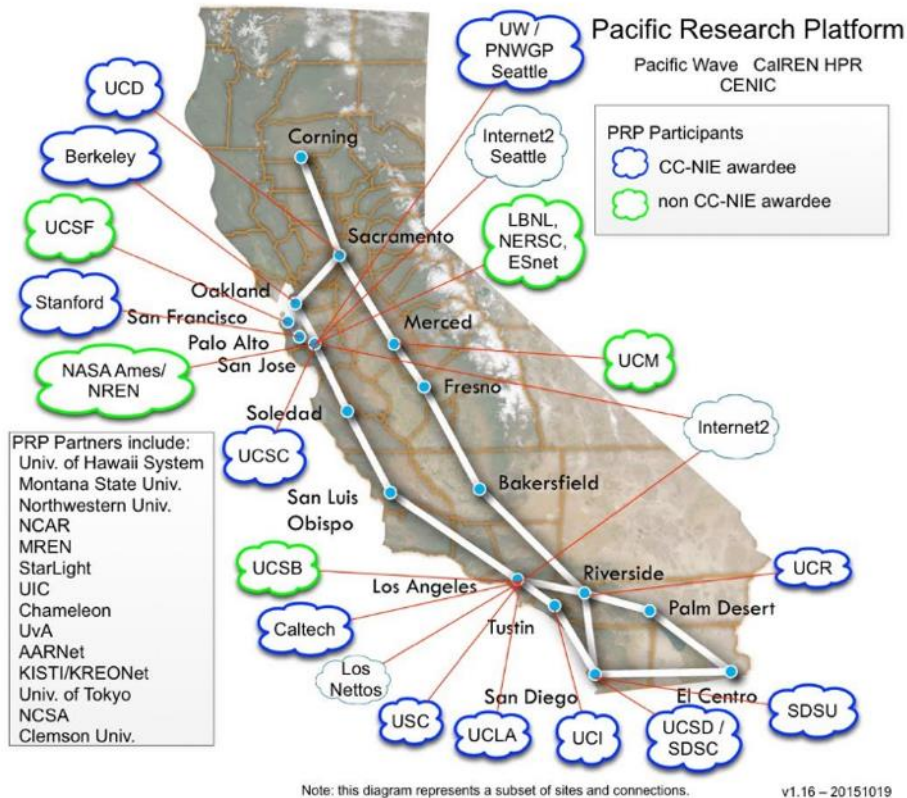 Pacific Research Platform
Pacific Wave CalREN HPR
CENIC
PRP Participants
CC-NIE awardee
non CC-NIE awardee
UW /
PNWGP
Seattle
UCD
Internet2
Seattle
Corning
Berkeley
LBNL,
NERSC,
ESnet
UCSF
Sacramento
Oakland
Stanford
San Francisco
Merced
Palo Alto
San Jose
UCM
NASA Ames/
NREN
Fresno
Soledad
Internet2
UCSC
PRP Partners include:
Univ. of Hawaii System
Montana State Univ.
Northwestern Univ.
NCAR
MREN
StarLight
UIC
Chameleon
UvA
AARNet
KISTI/KREONet
Univ. of Tokyo
NCSA
Clemson Univ.
San Luis
Obispo
Bakersfield
UCSB
Los Angeles
Riverside
UCR
Caltech
Tustin
Palm Desert
Los
Nettos
San Diego
El Centro
USC
UCLA
UCI
UCSD /
SDSC
SDSU
Note: this diagram represents a subset of sites and connections.
v1.16 – 20151019